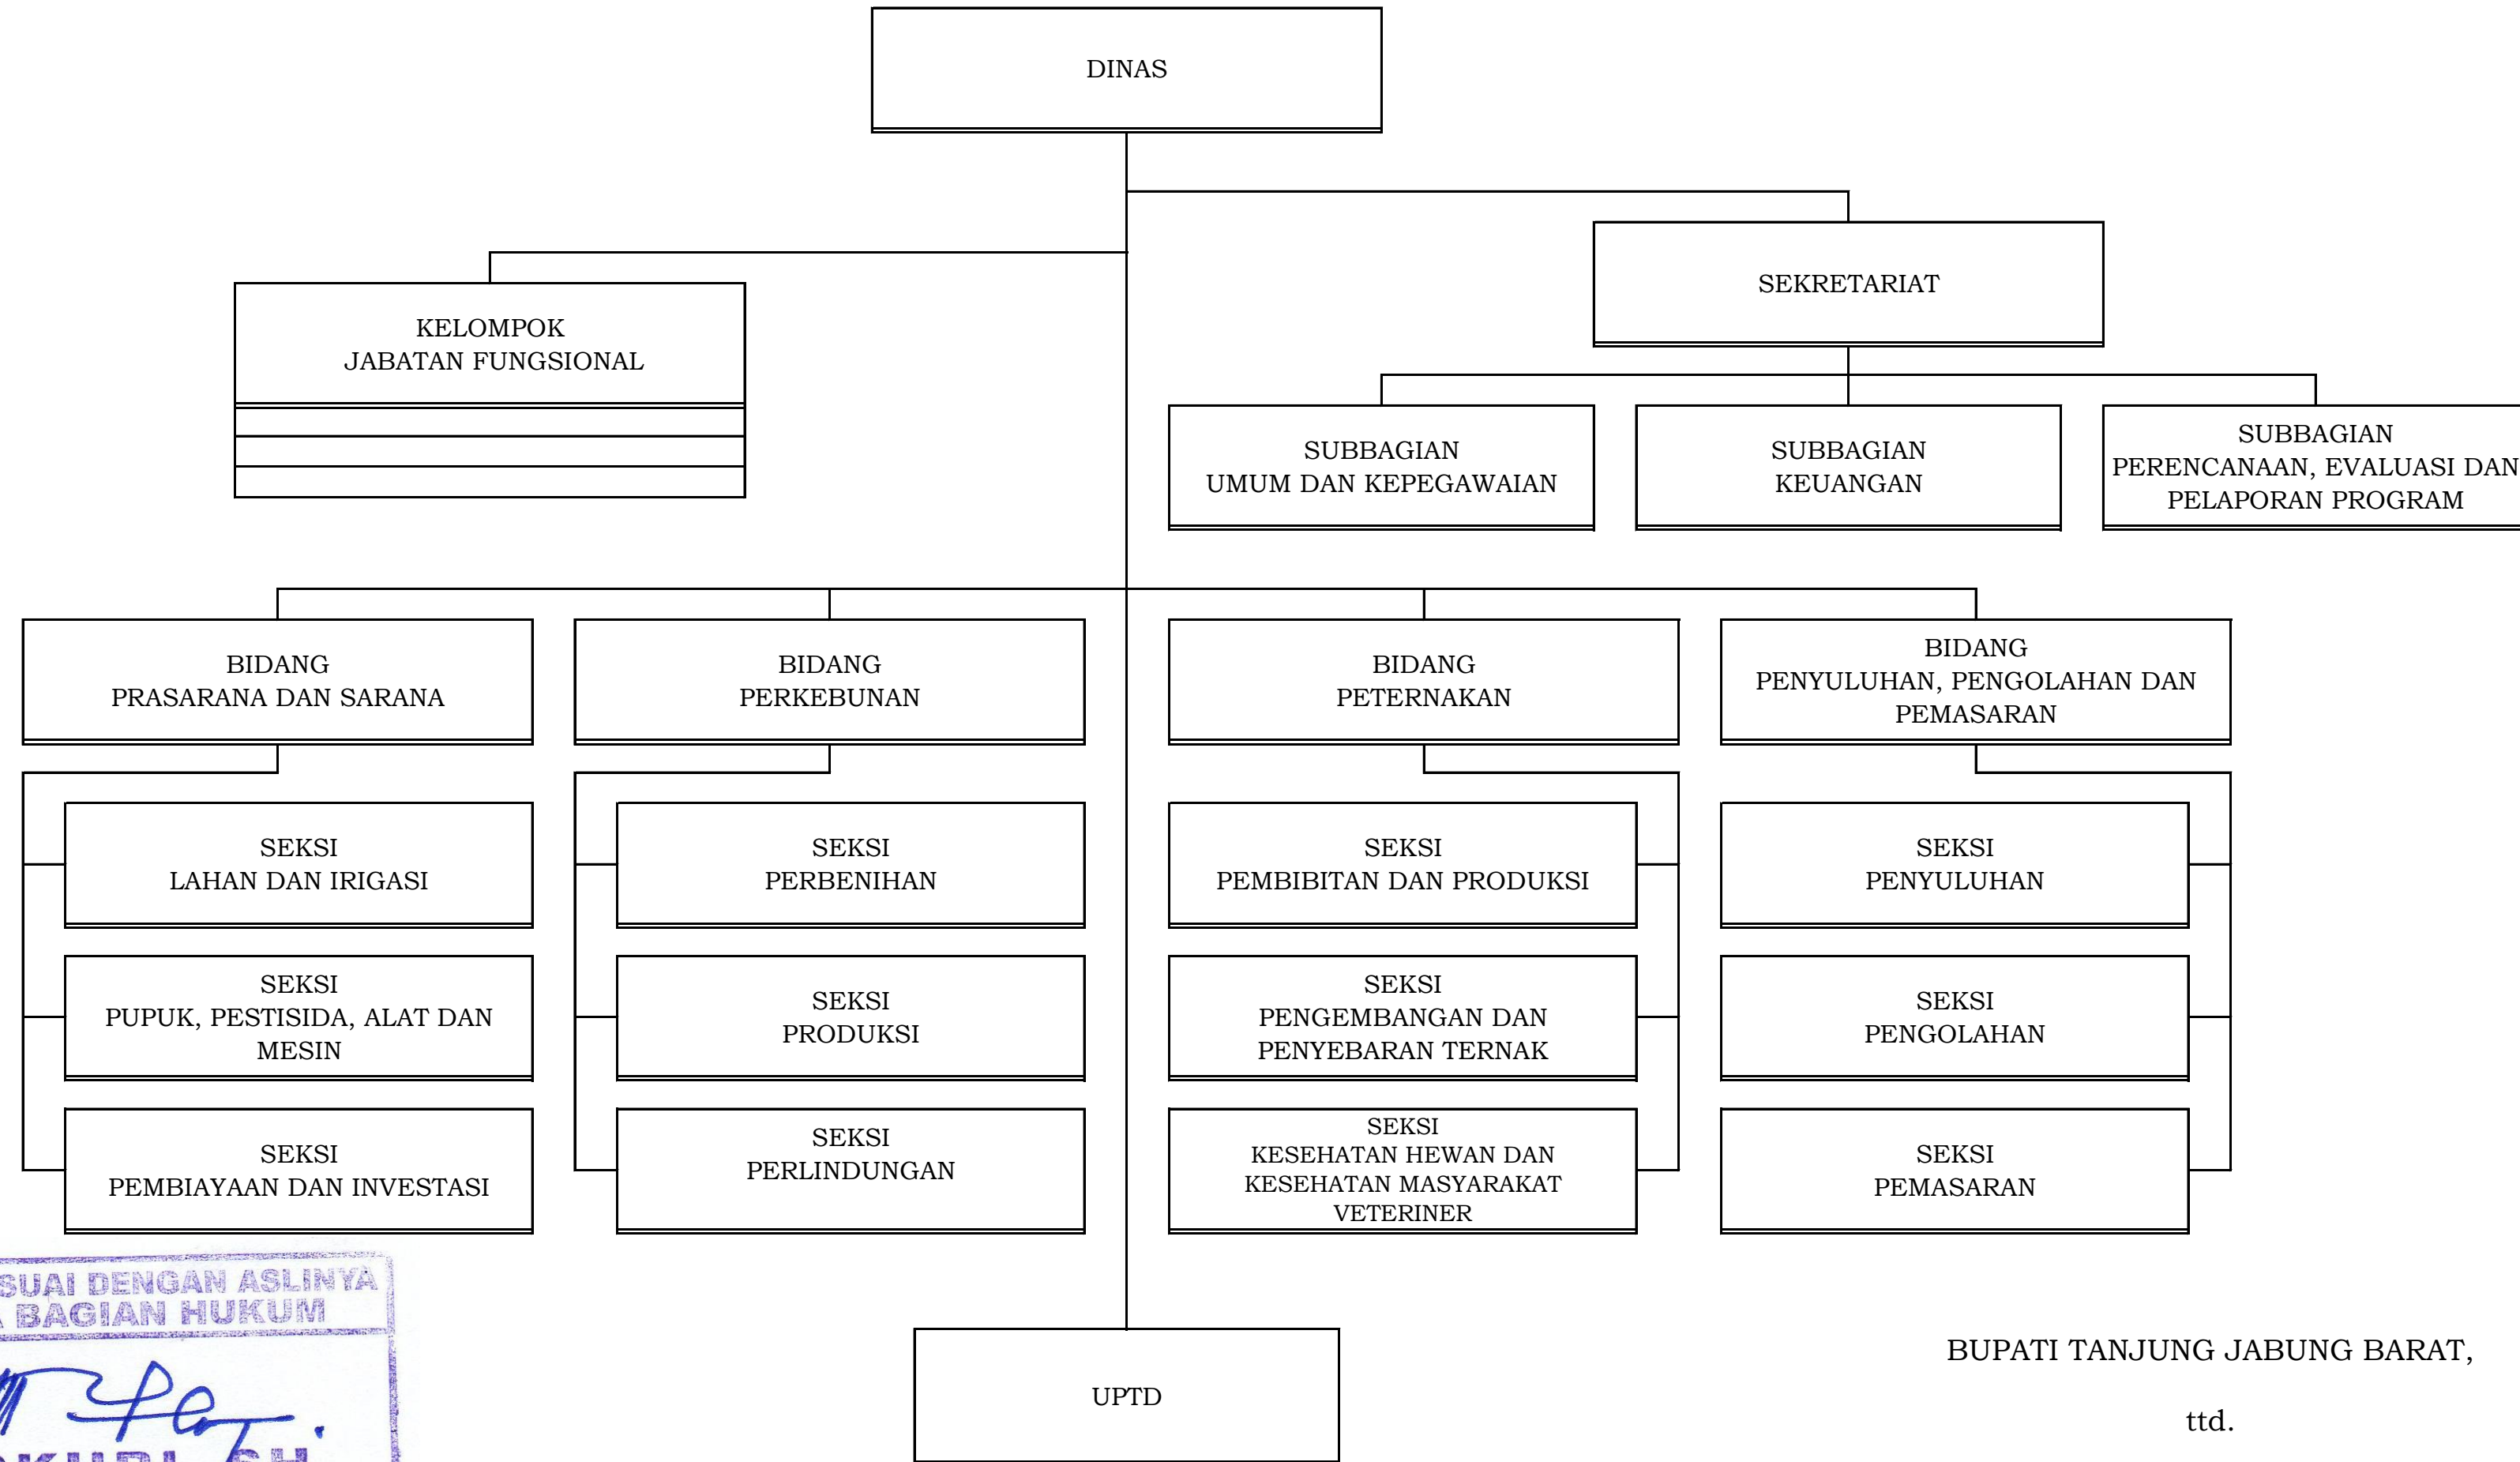 DINAS
SEKRETARIAT
KELOMPOK
JABATAN FUNGSIONAL
SUBBAGIAN
UMUM DAN KEPEGAWAIAN
SUBBAGIAN
KEUANGAN
SUBBAGIAN
PERENCANAAN, EVALUASI DAN
PELAPORAN PROGRAM
BIDANG
PRASARANA DAN SARANA
BIDANG
PERKEBUNAN
BIDANG
PETERNAKAN
BIDANG
PENYULUHAN, PENGOLAHAN DAN
PEMASARAN
SEKSI
LAHAN DAN IRIGASI
SEKSI
PERBENIHAN
SEKSI
PEMBIBITAN DAN PRODUKSI
SEKSI
PENYULUHAN
SEKSI
PUPUK, PESTISIDA, ALAT DAN
MESIN
SEKSI
PRODUKSI
SEKSI
PENGEMBANGAN DAN
PENYEBARAN TERNAK
SEKSI
PENGOLAHAN
SEKSI
PEMBIAYAAN DAN INVESTASI
SEKSI
PERLINDUNGAN
SEKSI
KESEHATAN HEWAN DAN
KESEHATAN MASYARAKAT
VETERINER
SEKSI
PEMASARAN
SUAI DENGAN ASLINYA
BAGIAN HUKUM
SH
UPTD
BUPATI TANJUNG JABUNG BARAT,
ttd.